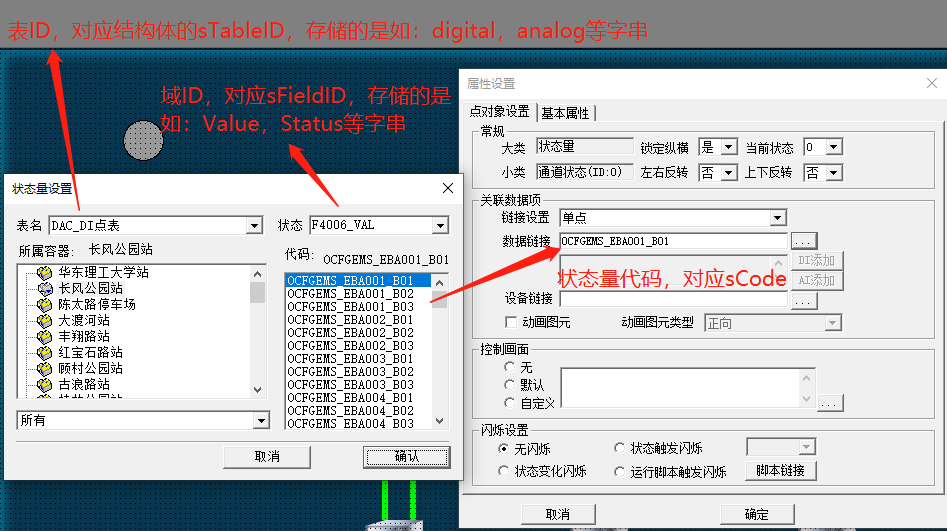 表ID，对应结构体的sTableID，存储的是如：digital，analog等字串
域ID，对应sFieldID，存储的是
如：Value，Status等字串
状态量设置
表名 DAC_DI点表 状态 F4006_VAL
所属容器： 长风公园站 代码: OCFGEMS_EBA001_B01
华东理工大学站
长风公园站
陈太路停车场
大渡河站
丰翔路站
红宝石路站
顾村公园站
古浪路站
OCFGEMS_EBA001_B01
OCFGEMS_EBA001_B02
OCFGEMS_EBA001_B03
OCFGEMS_EBA002_B01
OCFGEMS_EBA002_B02
OCFGEMS_EBA002_B03
OCFGEMS_EBA003_B01
OCFGEMS_EBA003_B02
OCFGEMS_EBA003_B03
OCFGEMS_EBA004_B01
OCFGEMS_EBA004_B02
OCFGEMS_EBA004_B03
所有
取消 确认
属性设置
点对象设置 基本属性
常规
大类 状态量 锁定纵横 是 当前状态 0
小类 通道状态(ID:0) 左右反转 否 上下反转 否
关联数据项
链接设置 单点
数据链接 OCFGEMS_EBA001_B01 ...
DI添加
状态量代码，对应sCode AI添加
设备链接 ...
动画图元 动画图元类型 正向
控制画面
无
默认
自定义 ...
闪烁设置
无闪烁 状态触发闪烁
状态变化闪烁 运行脚本触发闪烁 脚本链接
取消 确定